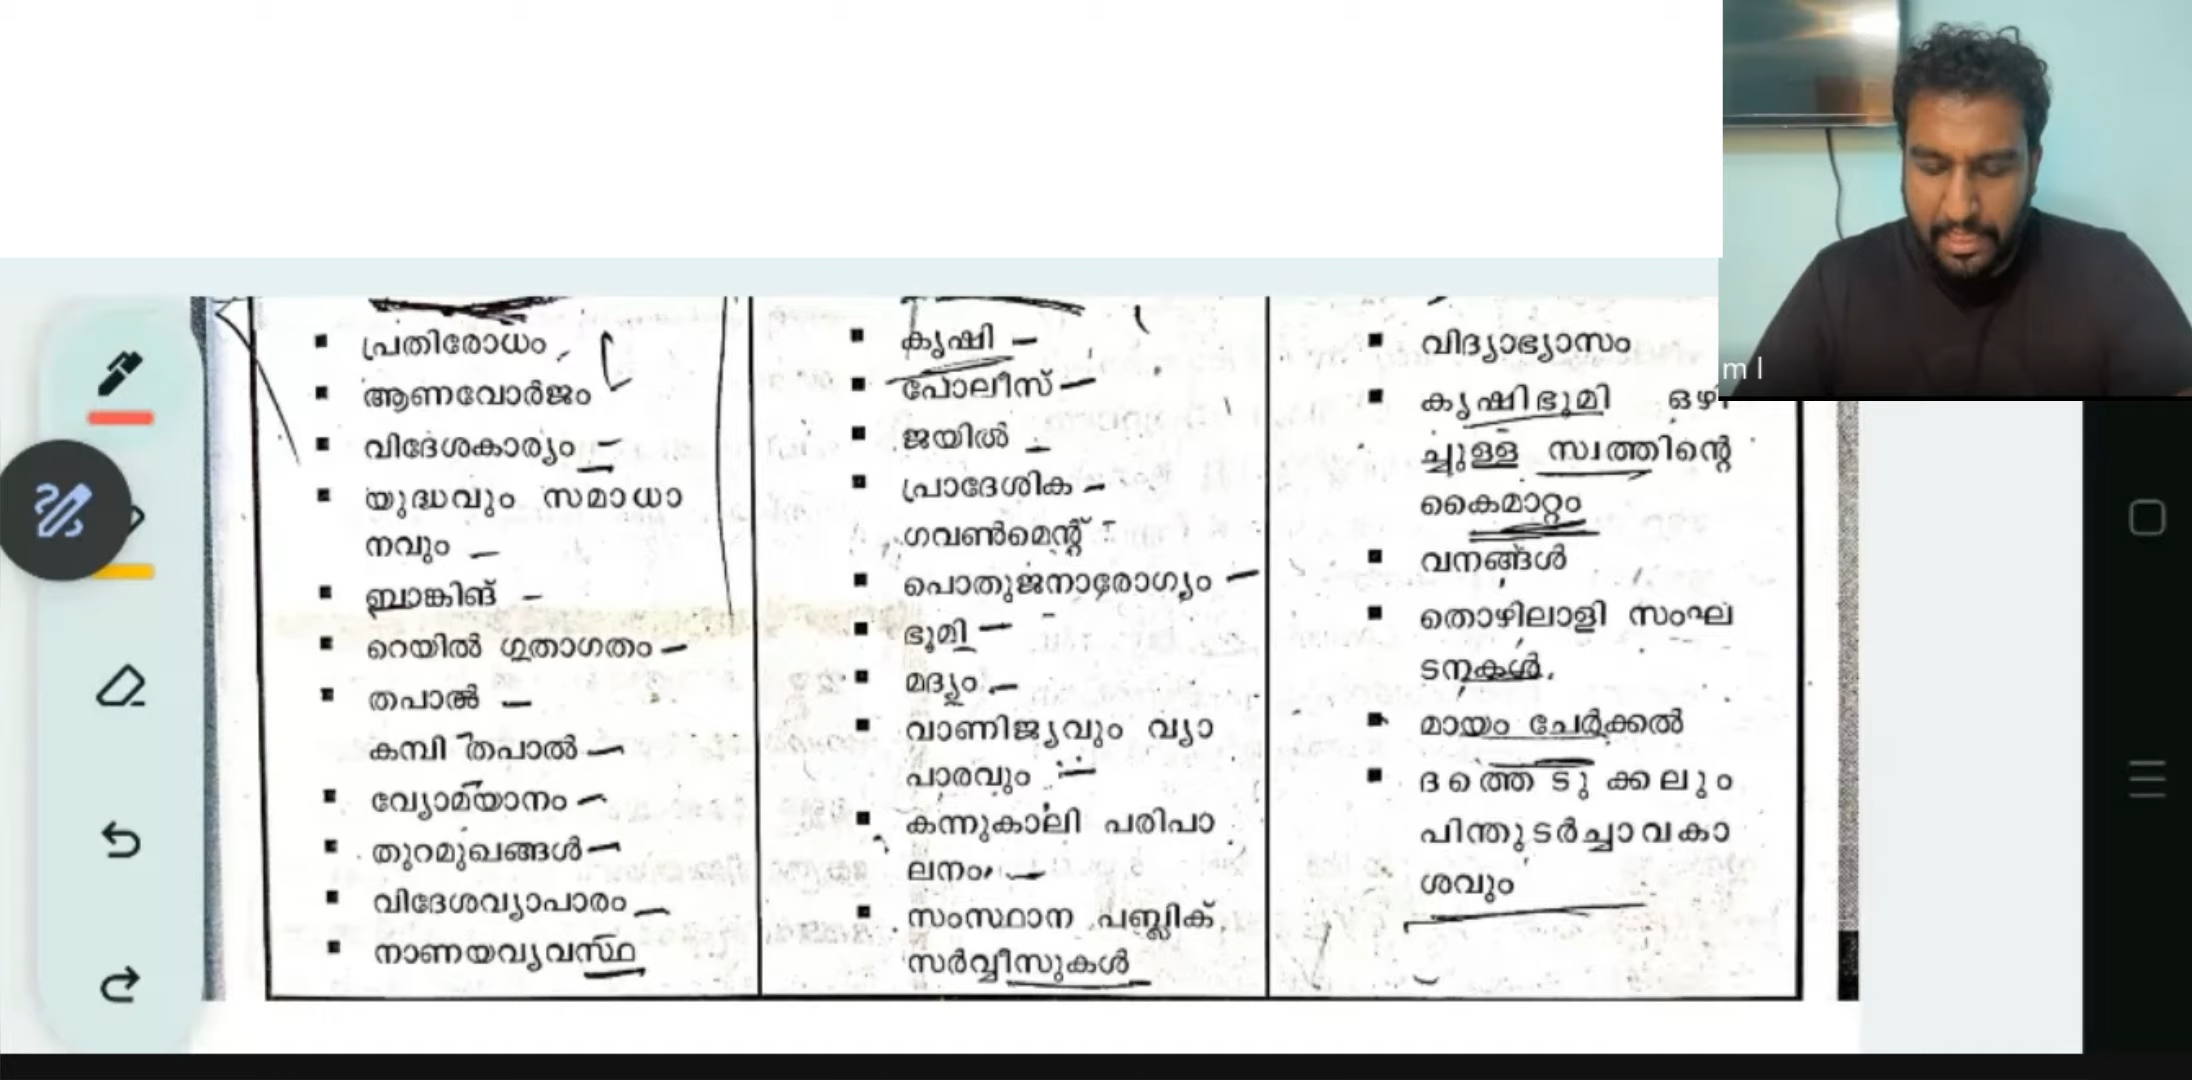 പ്രതിരോധം
ആണവോർജം
വിദേശകാര്യം
യുദ്ധവും സമാധാ
നവും
ബ്രാങ്കിങ്
റെയിൽ ഗതാഗതം
തപാൽ
കമ്പി തപാൽ
വ്യോമയാനം
തുറമുഖങ്ങൾ
വിദേശവ്യാപാരം
നാണയവ്യവസ്ഥ
കൃഷി
പോലീസ്
ജയിൽ
പ്രാദേശിക
ഗവൺമെന്റ്
പൊതുജനാരോഗ്യം
ഭൂമി
മദ്യം
വാണിജ്യവും വ്യാ
പാരവും
കന്നുകാലി പരിപാ
ലനം
സംസ്ഥാന പബ്ലിക്
സർവ്വീസുകൾ
വിദ്യാഭ്യാസം
കൃഷിഭൂമി ഒഴി
ച്ചുള്ള സ്വത്തിന്റെ
കൈമാറ്റം
വനങ്ങൾ
തൊഴിലാളി സംഘ
ടനകൾ.
മായം ചേർക്കൽ
ദത്തെടുക്കലും
പിന്തുടർച്ചാവകാ
ശവും
m l